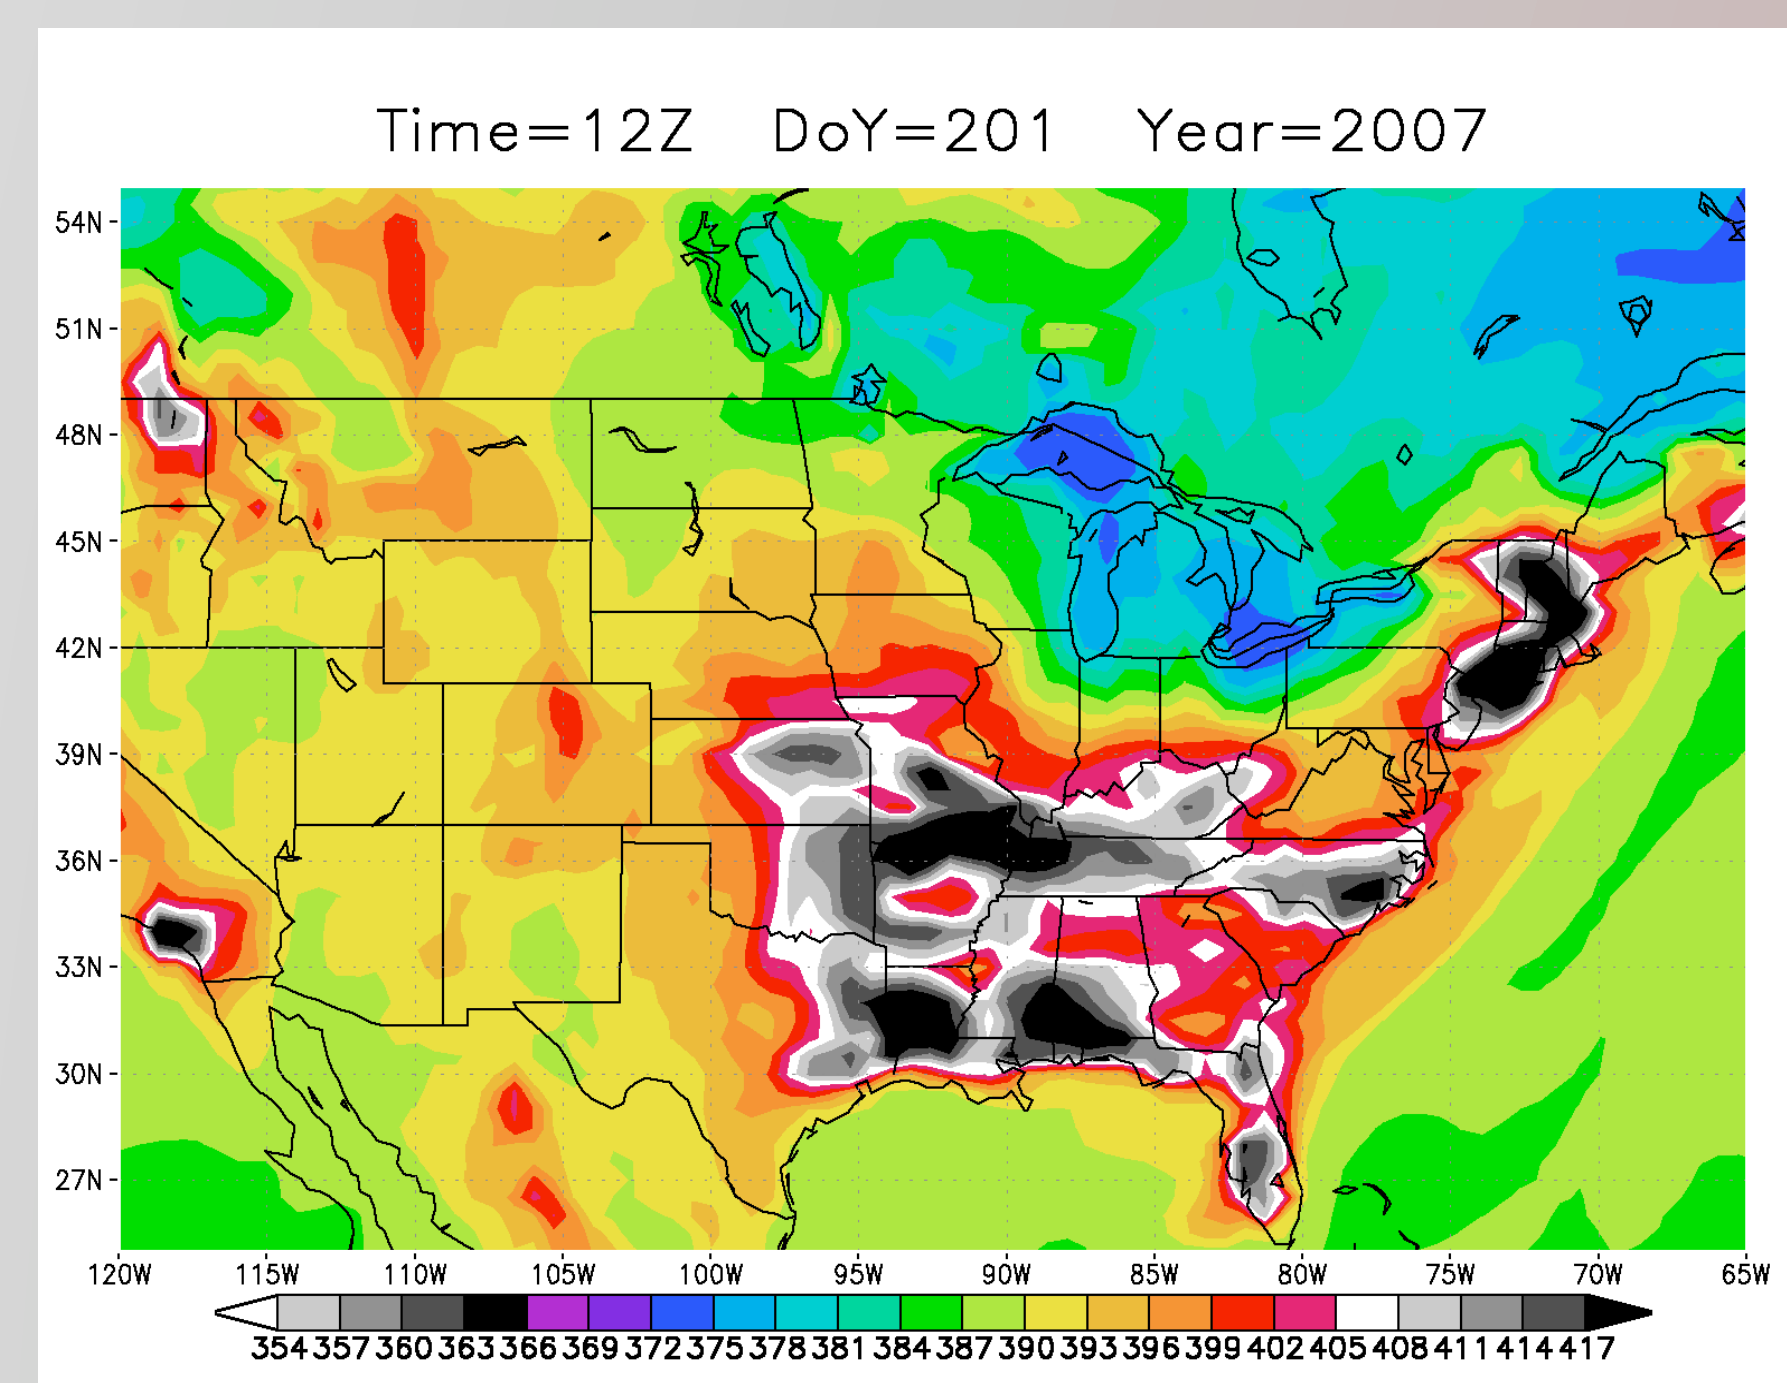 Time=12Z DoY=201 Year=2007
54N
51N
48N
45N
42N
39N
36N
33N
30N
27N
120W 115W 110W 105W 100W 95W 90W 85W 80W 75W 70W 65W
354 357 360 363 366 369 372 375 378 381 384 387 390 393 396 399 402 405 408 411 414 417